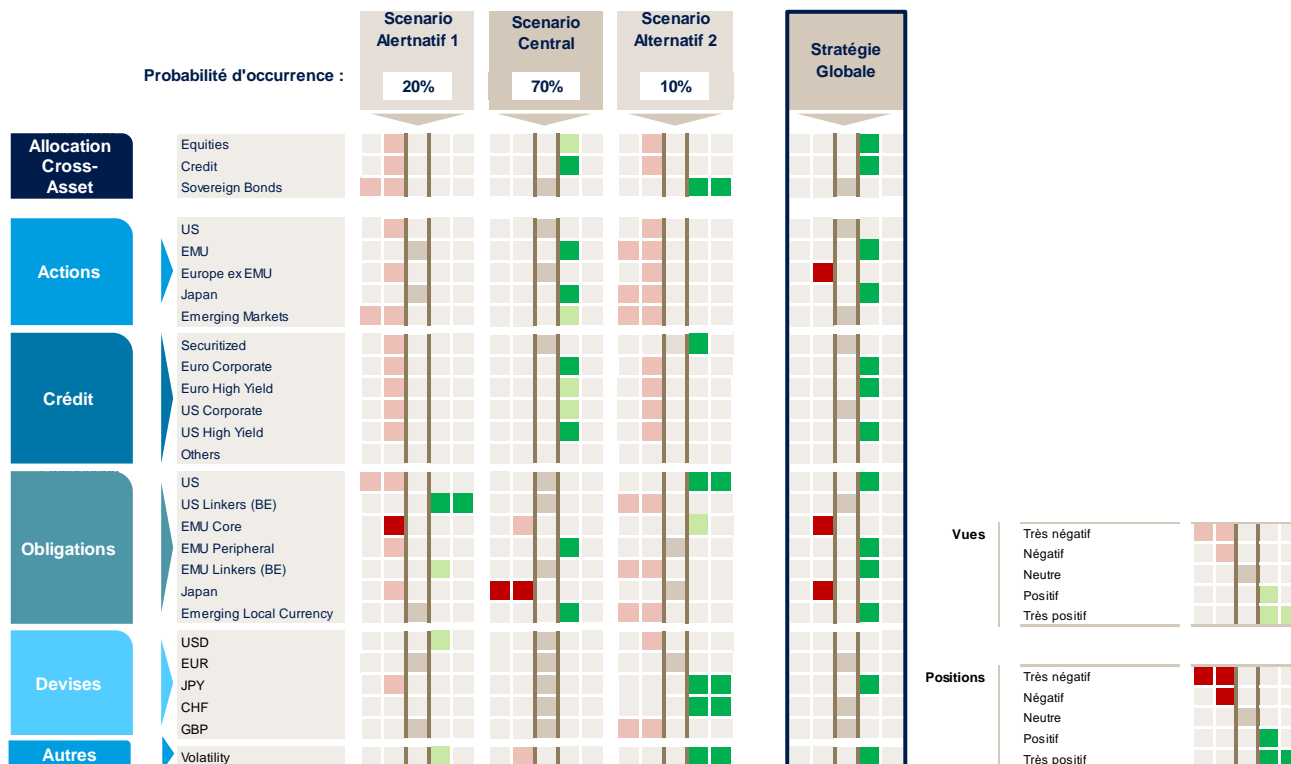 Scenario
Alertnatif 1
Scenario
Central
Scenario
Alternatif 2
Stratégie
Globale
Probabilité d'occurrence :
20%
70%
10%
Allocation
Cross-
Asset
Equities
Credit
Sovereign Bonds
Actions
US
EMU
Europe ex EMU
Japan
Emerging Markets
Crédit
Securitized
Euro Corporate
Euro High Yield
US Corporate
US High Yield
Others
Obligations
US
US Linkers (BE)
EMU Core
EMU Peripheral
EMU Linkers (BE)
Japan
Emerging Local Currency
Devises
USD
EUR
JPY
CHF
GBP
Autres
Volatility
Vues
Très négatif
Négatif
Neutre
Positif
Très positif
Positions
Très négatif
Négatif
Neutre
Positif
Très positif